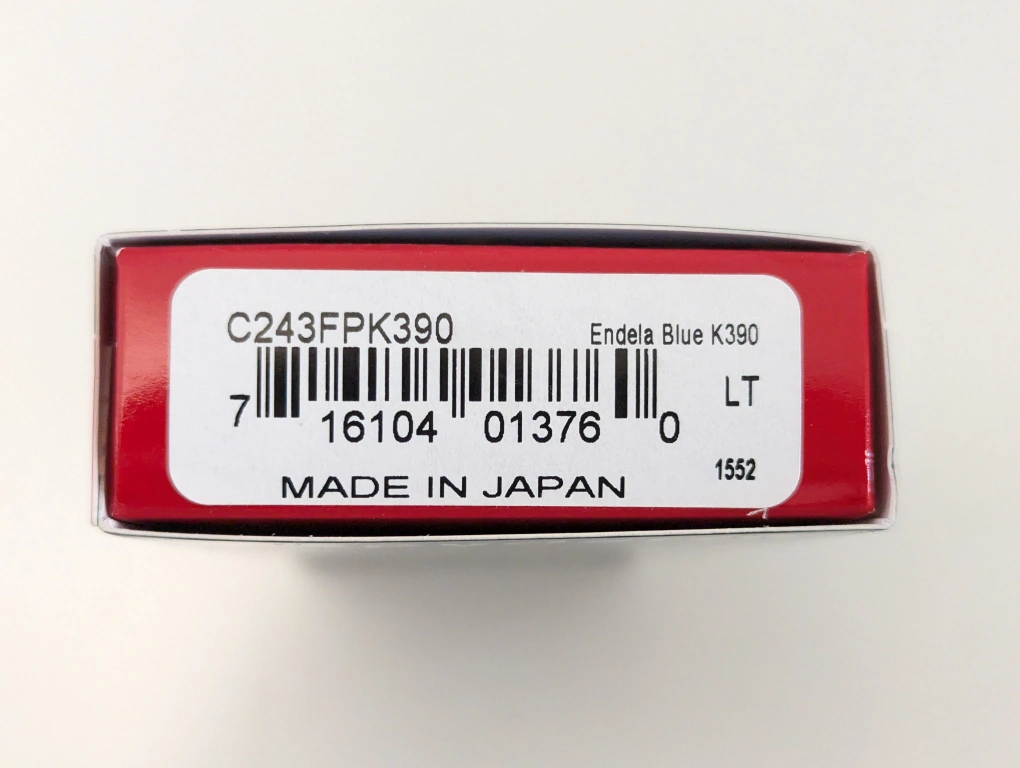 C243FPK390
Endela Blue K390
7 16104 01376 0
LT
1552
MADE IN JAPAN